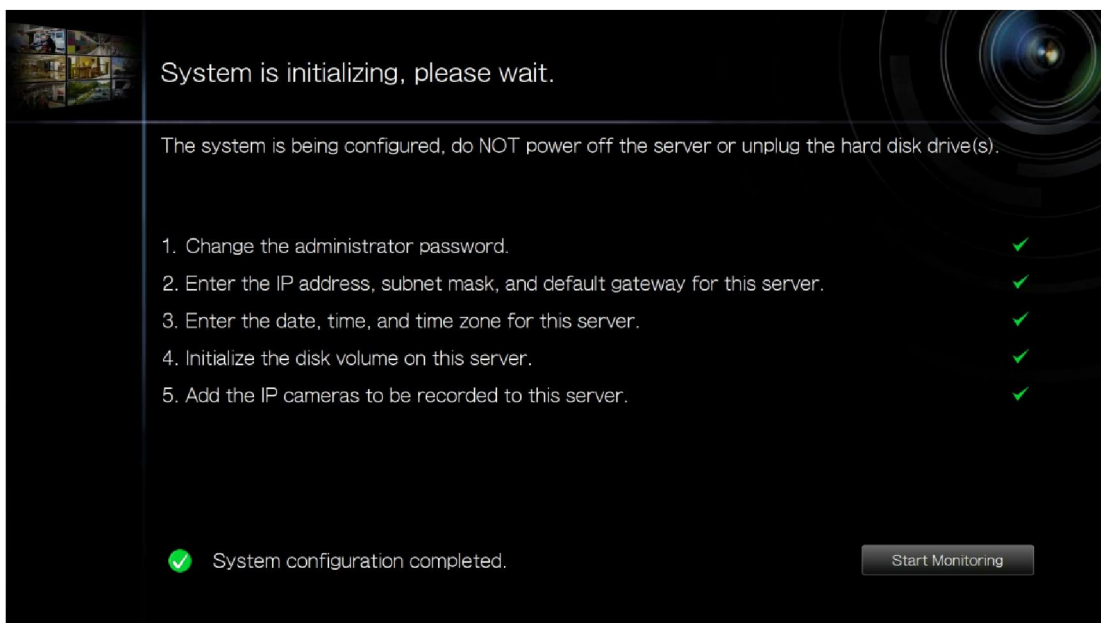 System is initializing, please wait.
The system is being configured, do NOT power off the server or unplug the hard disk drive(s).
1. Change the administrator password.
2. Enter the IP address, subnet mask, and default gateway for this server.
3. Enter the date, time, and time zone for this server.
4. Initialize the disk volume on this server.
5. Add the IP cameras to be recorded to this server.
System configuration completed.
Start Monitoring